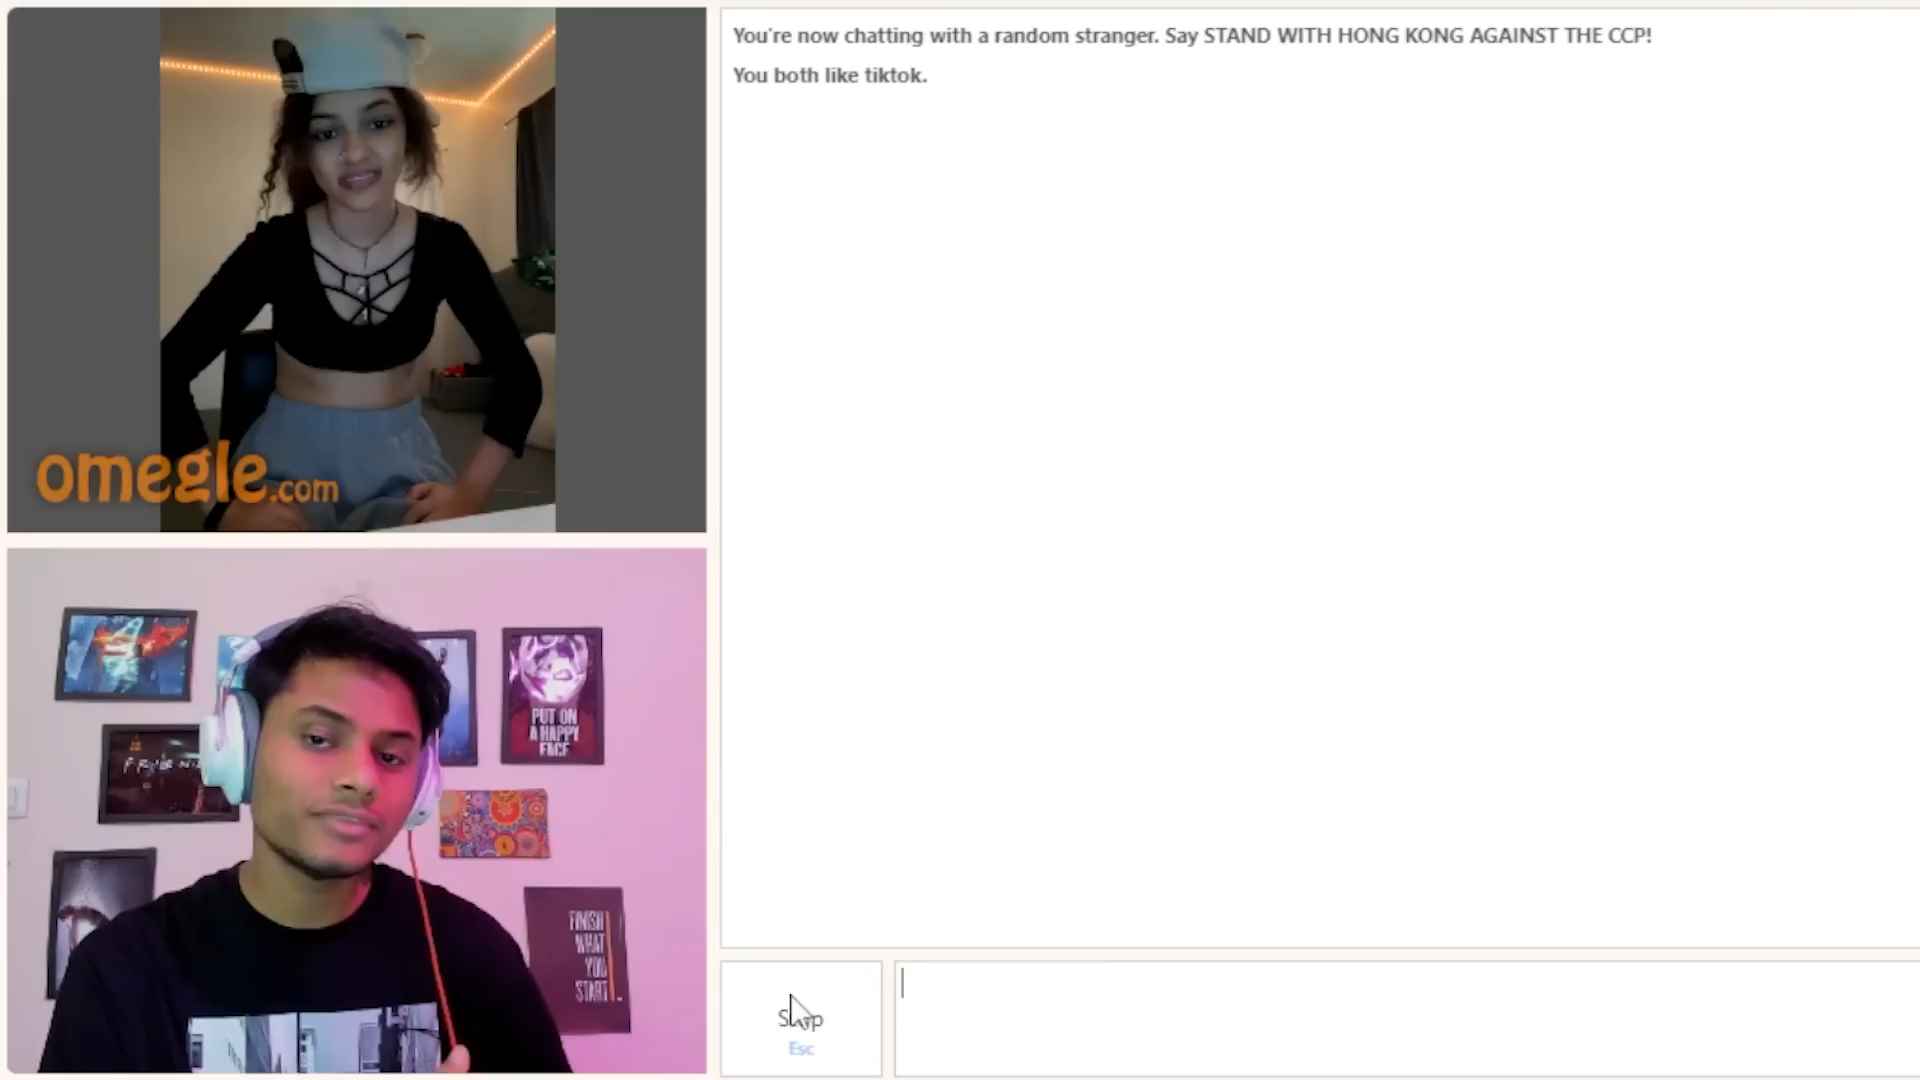 You're now chatting with a random stranger. Say STAND WITH HONG KONG AGAINST THE CCP!
You both like tiktok.
omegle.com
PUT ON
A HAPPY
FACE
FINISH
WHAT
YOU
START
Esc